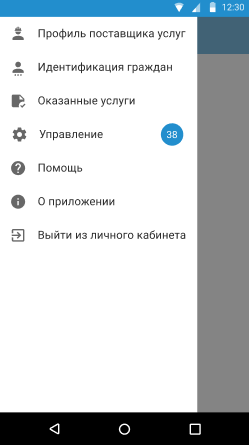 12:30
Профиль поставщика услуг
Идентификация граждан
Оказанные услуги
Управление 38
Помощь
О приложении
Выйти из личного кабинета